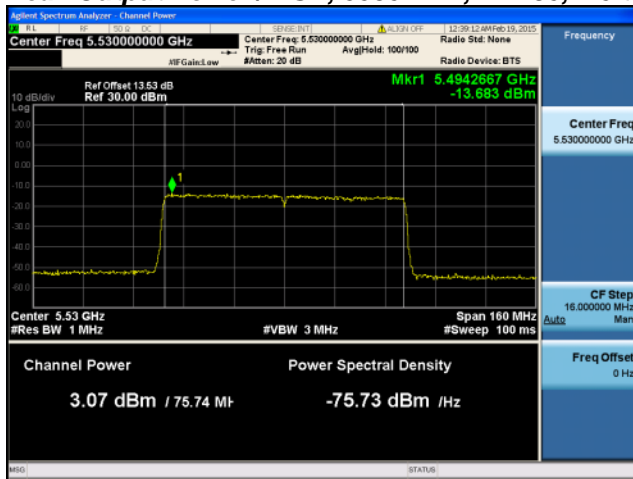 Agilent Spectrum Analyzer - Channel Power
RL RF 50 Ω DC SENSE:INT ALIGN OFF 12:39:12 AM Feb 19, 2015
Center Freq 5.530000000 GHz
Center Freq: 5.530000000 GHz
Radio Std: None
Trig: Free Run Avg|Hold: 100/100
#IFGain:Low #Atten: 20 dB Radio Device: BTS
Frequency
Mkr1 5.4942667 GHz
-13.683 dBm
Ref Offset 13.53 dB
10 dB/div Ref 30.00 dBm
Log
20.0
10.0
0.00
-10.0
-20.0
-30.0
-40.0
-50.0
-60.0
1
Center Freq
5.530000000 GHz
Center 5.53 GHz Span 160 MHz
#Res BW 1 MHz #VBW 3 MHz #Sweep 100 ms
CF Step
16.000000 MHz
Auto Man
Channel Power Power Spectral Density
3.07 dBm / 75.74 MH
-75.73 dBm /Hz
Freq Offset
0 Hz
MSG STATUS